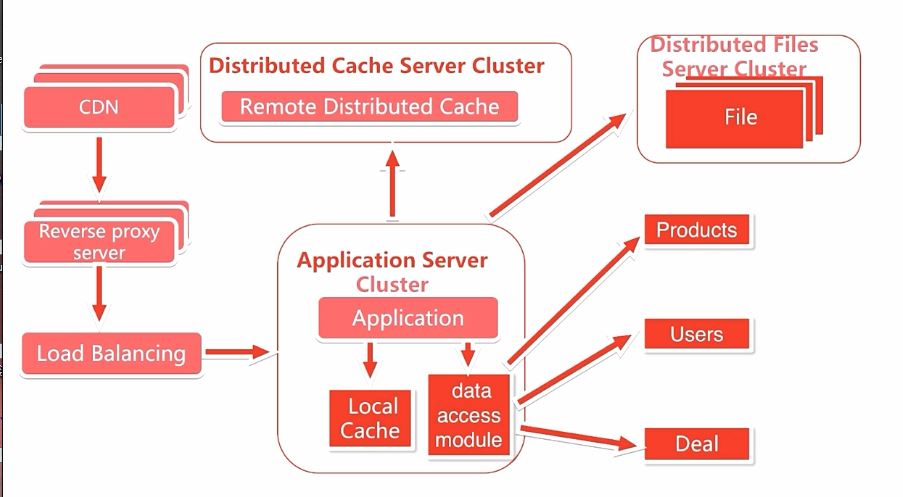 Distributed Cache Server Cluster
Remote Distributed Cache
Distributed Files
Server Cluster
File
CDN
Reverse proxy
server
Load Balancing
Application Server
Cluster
Application
Local
Cache
data
access
module
Products
Users
Deal